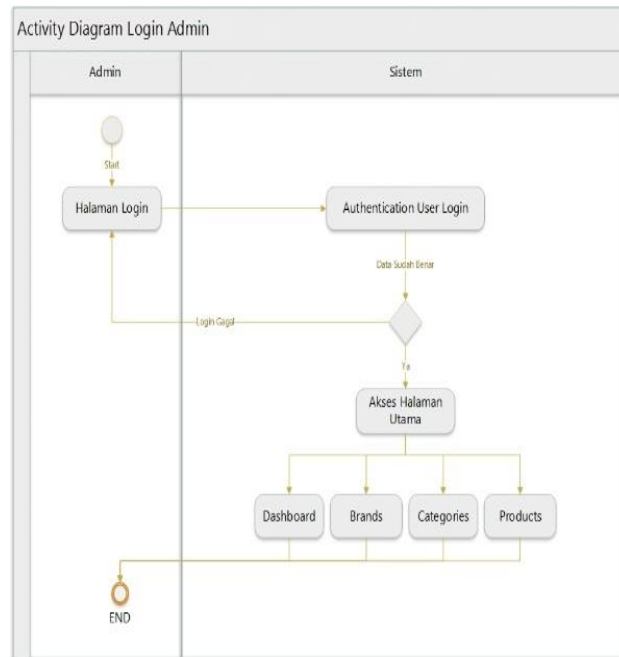 Activity Diagram Login Admin
Admin
Sistem
Start
Halaman Login
Authentication User Login
Data Sudah Benar
Login Gagal
Ya
Akses Halaman
Utama
Dashboard
Brands
Categories
Products
END